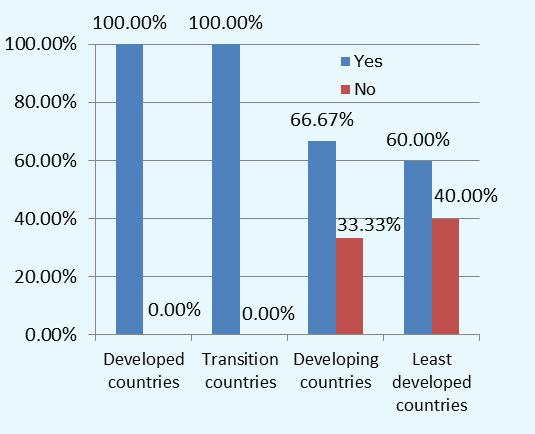 100.00% 100.00%
100.00%
Yes
No
80.00%
66.67%
60.00%
60.00%
40.00%
40.00%
33.33%
20.00%
0.00%
0.00%
0.00%
Developed countries
Transition countries
Developing countries
Least developed countries